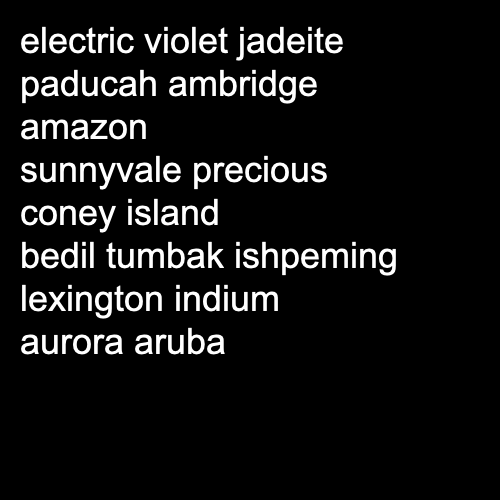 electric violet jadeite
paducah ambridge
amazon
sunnyvale precious
coney island
bedil tumbak ishpeming
lexington indium
aurora aruba